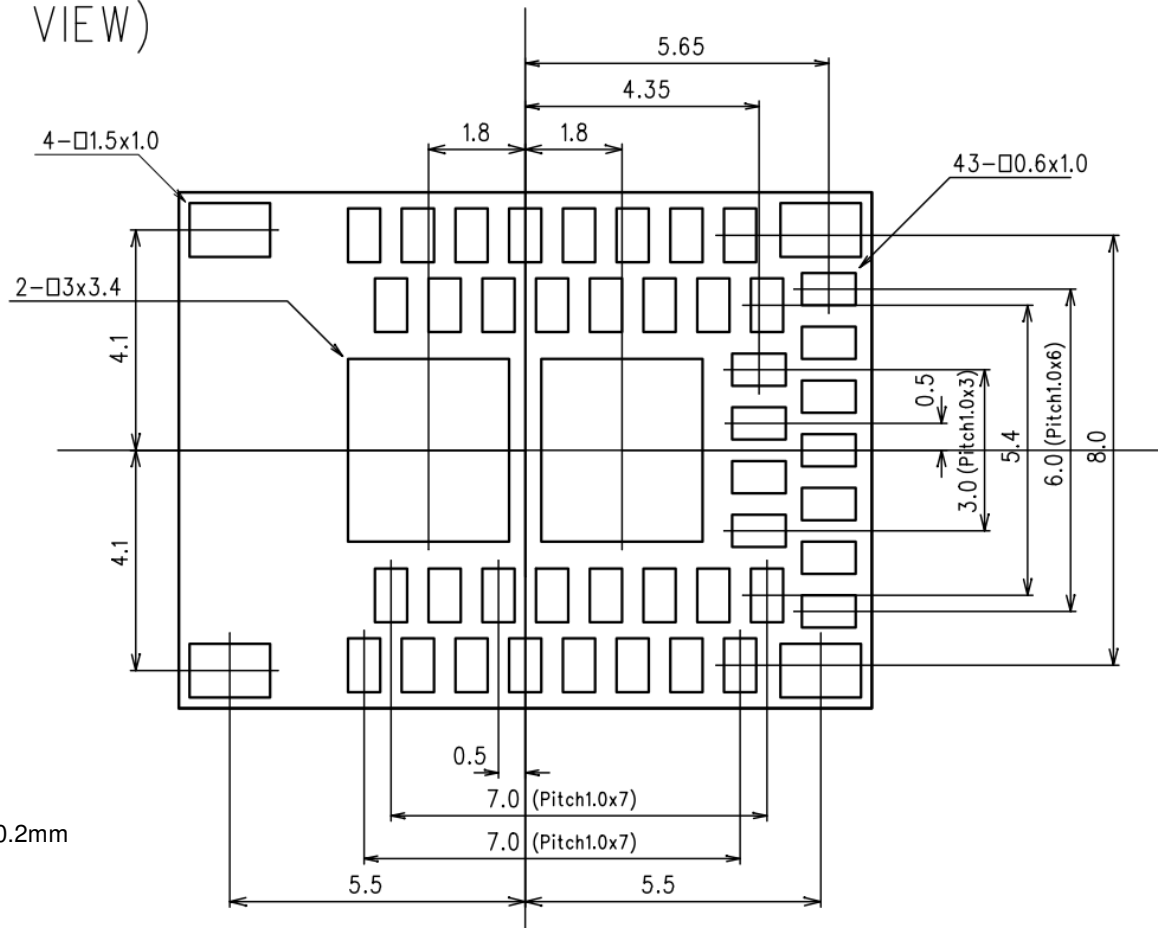 VIEW)
5.65
4.35
1.8
1.8
4-□1.5x1.0
43-□0.6x1.0
2-□3x3.4
4.1
4.1
0.5
3.0 (Pitch1.0x3)
5.4
6.0 (Pitch1.0x6)
8.0
0.5
7.0 (Pitch1.0x7)
7.0 (Pitch1.0x7)
0.2mm
5.5
5.5